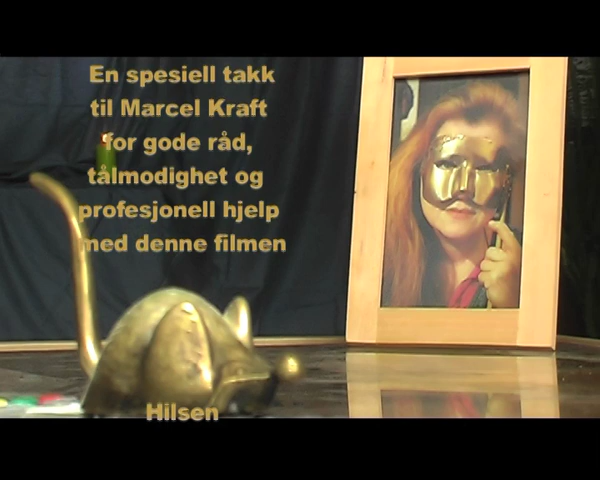 En spesiell takk
til Marcel Kraft
for gode råd,
tålmodighet og
profesjonell hjelp
med denne filmen
Hilsen